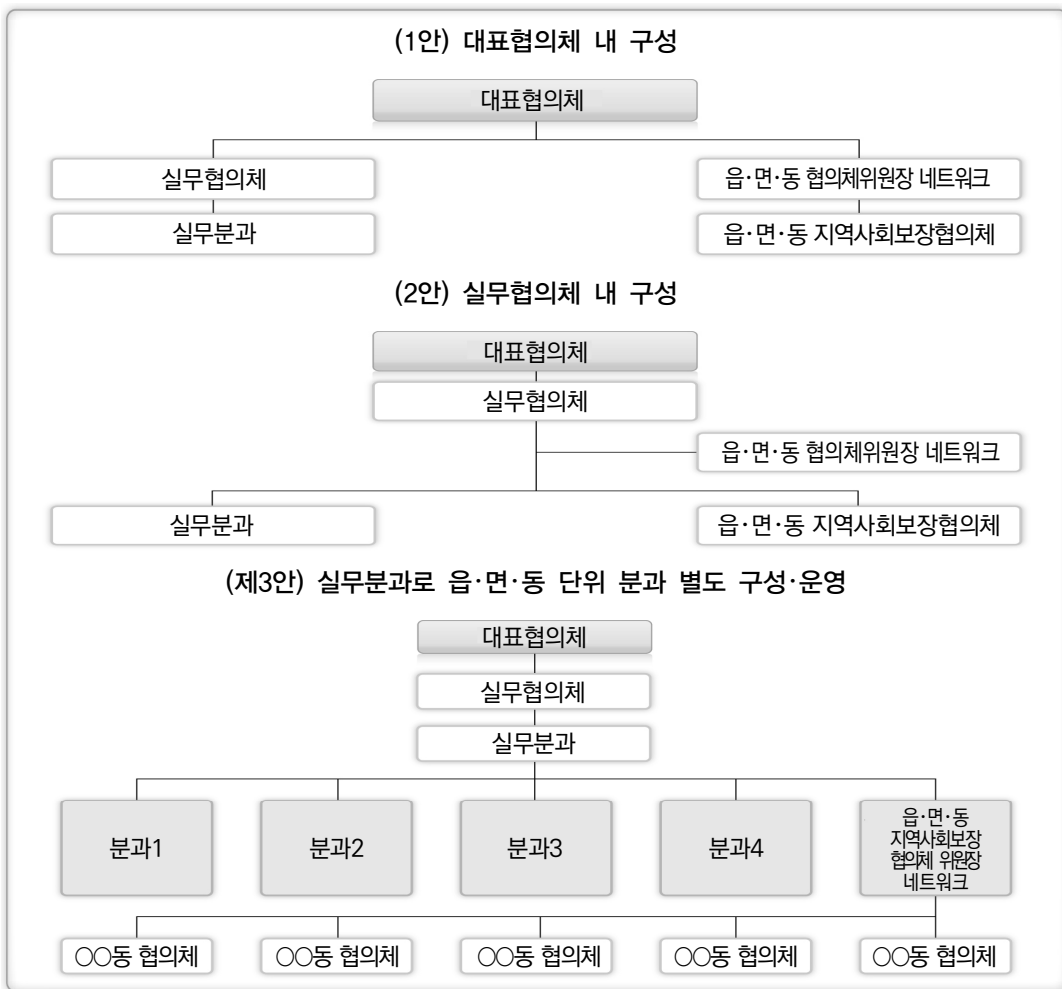 (1안) 대표협의체 내 구성
대표협의체
실무협의체
읍·면·동 협의체위원장 네트워크
실무분과
읍·면·동 지역사회보장협의체
(2안) 실무협의체 내 구성
대표협의체
실무협의체
읍·면·동 협의체위원장 네트워크
실무분과
읍·면·동 지역사회보장협의체
(제3안) 실무분과로 읍·면·동 단위 분과 별도 구성·운영
대표협의체
실무협의체
실무분과
분과1
분과2
분과3
분과4
읍·면·동
지역사회보장
협의체 위원장
네트워크
○○동 협의체
○○동 협의체
○○동 협의체
○○동 협의체
○○동 협의체